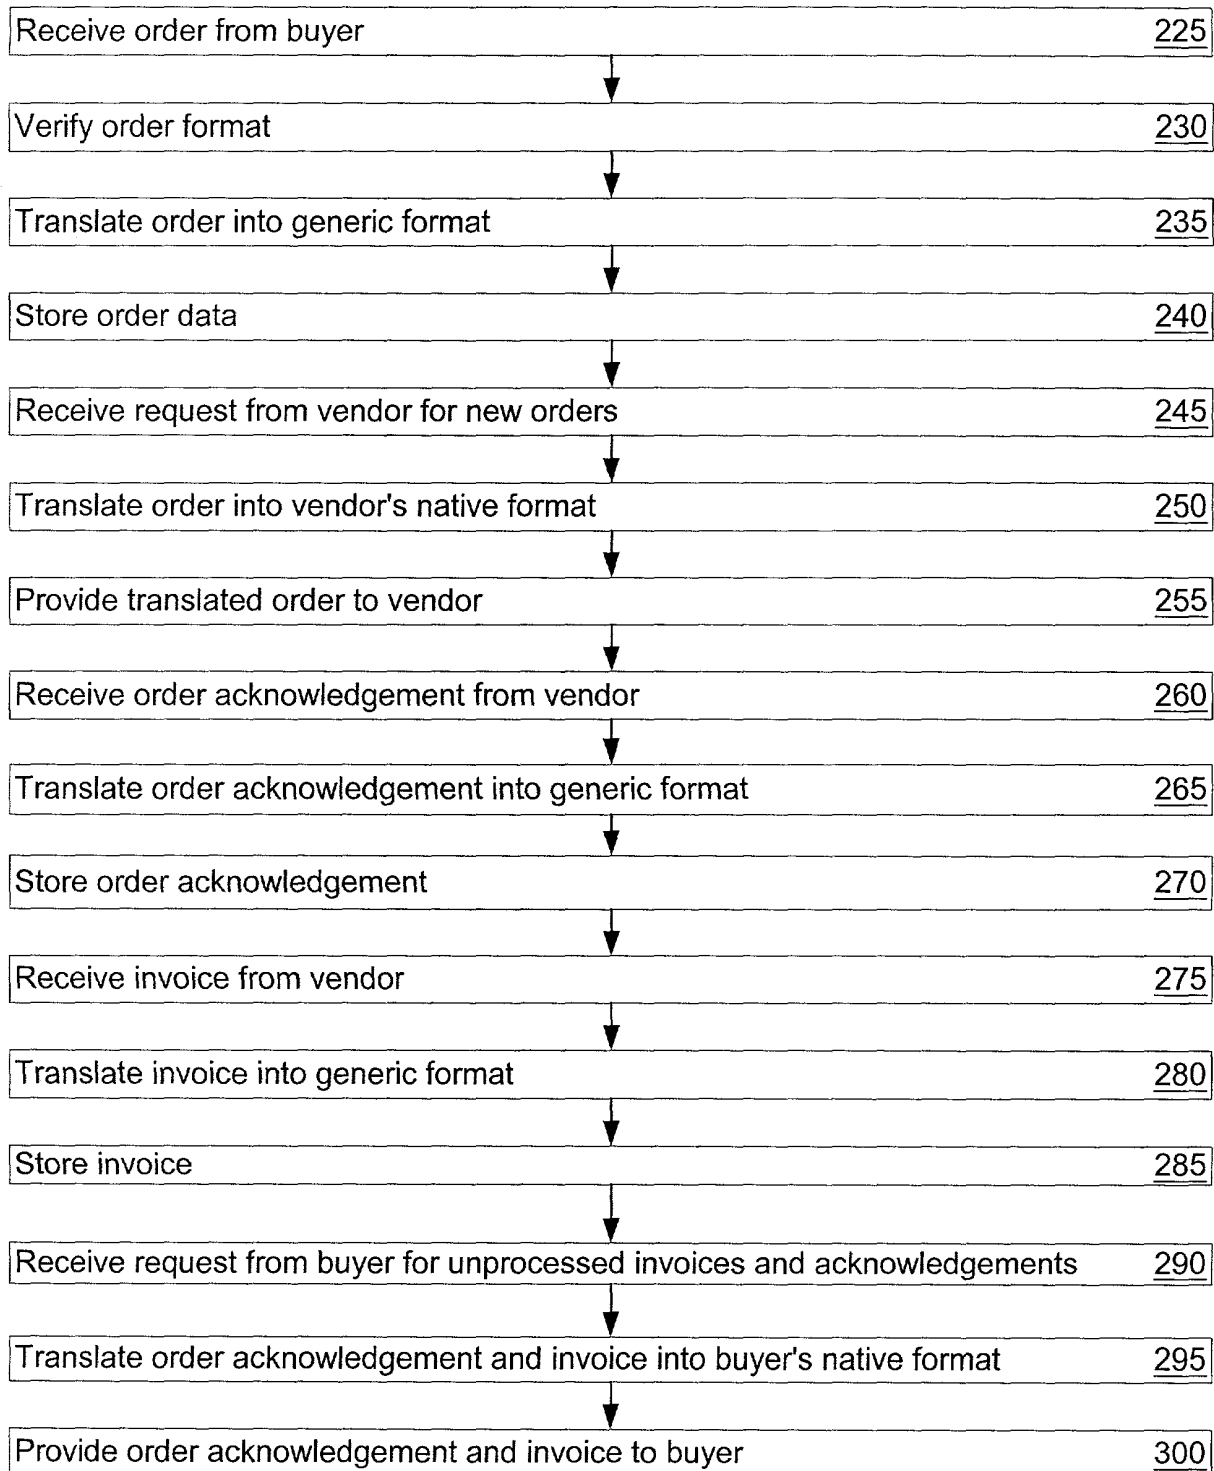 Receive order from buyer 225
Verify order format 230
Translate order into generic format 235
Store order data 240
Receive request from vendor for new orders 245
Translate order into vendor's native format 250
Provide translated order to vendor 255
Receive order acknowledgement from vendor 260
Translate order acknowledgement into generic format 265
Store order acknowledgement 270
Receive invoice from vendor 275
Translate invoice into generic format 280
Store invoice 285
Receive request from buyer for unprocessed invoices and acknowledgements 290
Translate order acknowledgement and invoice into buyer's native format 295
Provide order acknowledgement and invoice to buyer 300